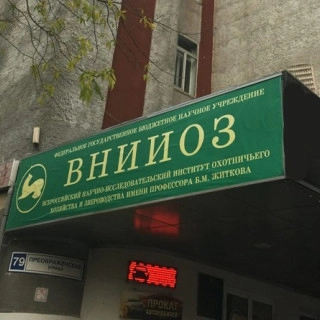 ФЕДЕРАЛЬНОЕ ГОСУДАРСТВЕННОЕ БЮДЖЕТНОЕ НАУЧНОЕ УЧРЕЖДЕНИЕ
ВНИИОЗ
ВСЕРОССИЙСКИЙ НАУЧНО-ИССЛЕДОВАТЕЛЬСКИЙ ИНСТИТУТ ОХОТНИЧЬЕГО
ХОЗЯЙСТВА И ЗВЕРОВОДСТВА ИМЕНИ ПРОФЕССОРА Б.М. ЖИТКОВА
79 ПРЕОБРАЖЕНСКАЯ
улица
ПРОКАТ